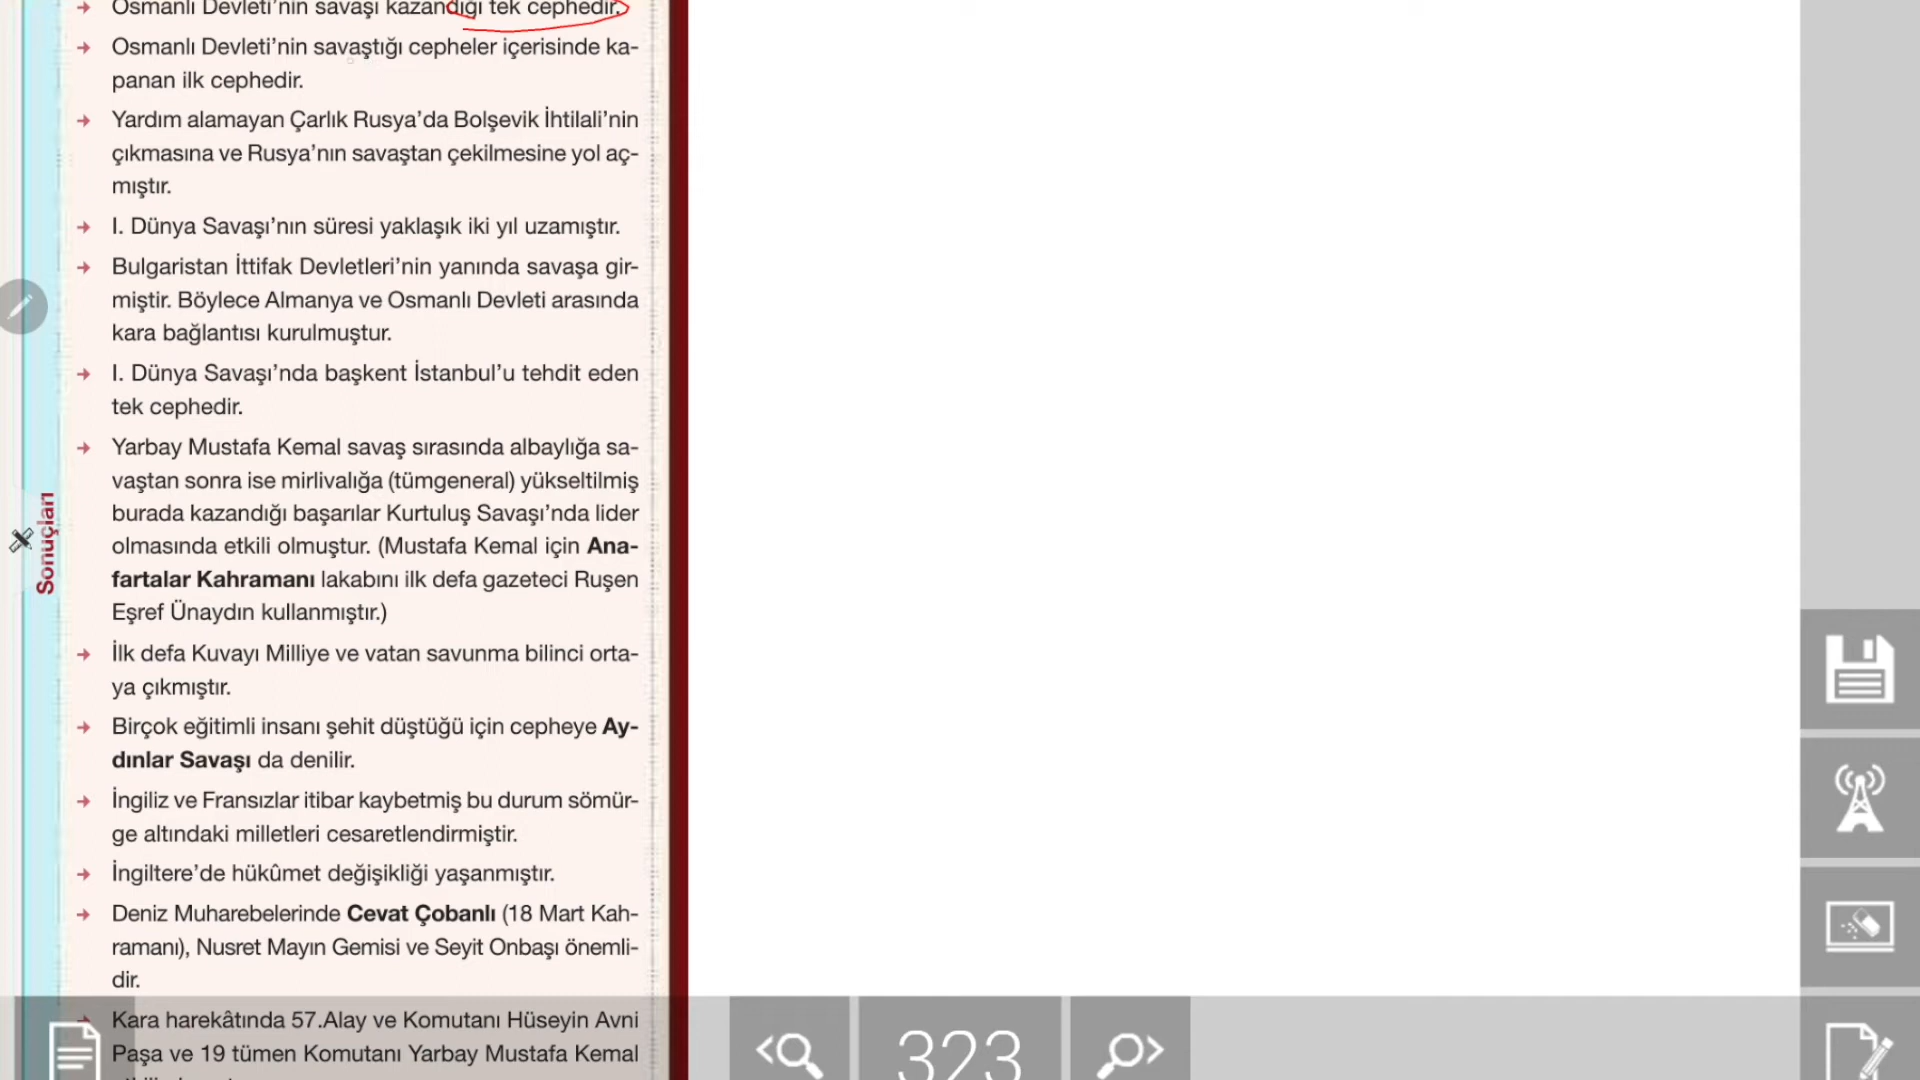 Osmanlı Devleti’nin savaşı kazandığı tek cephedir.
Osmanlı Devleti’nin savaştığı cepheler içerisinde ka-
panan ilk cephedir.
Yardım alamayan Çarlık Rusya’da Bolşevik İhtilali’nin
çıkmasına ve Rusya’nın savaştan çekilmesine yol aç-
mıştır.
I. Dünya Savaşı’nın süresi yaklaşık iki yıl uzamıştır.
Bulgaristan İttifak Devletleri’nin yanında savaşa gir-
miştir. Böylece Almanya ve Osmanlı Devleti arasında
kara bağlantısı kurulmuştur.
I. Dünya Savaşı’nda başkent İstanbul’u tehdit eden
tek cephedir.
Yarbay Mustafa Kemal savaş sırasında albaylığa sa-
vaştan sonra ise mirlivalığa (tümgeneral) yükseltilmiş
burada kazandığı başarılar Kurtuluş Savaşı’nda lider
olmasında etkili olmuştur. (Mustafa Kemal için Ana-
fartalar Kahramanı lakabını ilk defa gazeteci Ruşen
Eşref Ünaydın kullanmıştır.)
İlk defa Kuvayı Milliye ve vatan savunma bilinci orta-
ya çıkmıştır.
Birçok eğitimli insanı şehit düştüğü için cepheye Ay-
dınlar Savaşı da denilir.
İngiliz ve Fransızlar itibar kaybetmiş bu durum sömür-
ge altındaki milletleri cesaretlendirmiştir.
İngiltere’de hükûmet değişikliği yaşanmıştır.
Deniz Muharebelerinde Cevat Çobanlı (18 Mart Kah-
ramanı), Nusret Mayın Gemisi ve Seyit Onbaşı önemli-
dir.
Kara harekâtında 57.Alay ve Komutanı Hüseyin Avni
Paşa ve 19 tümen Komutanı Yarbay Mustafa Kemal
Sonuçları
323